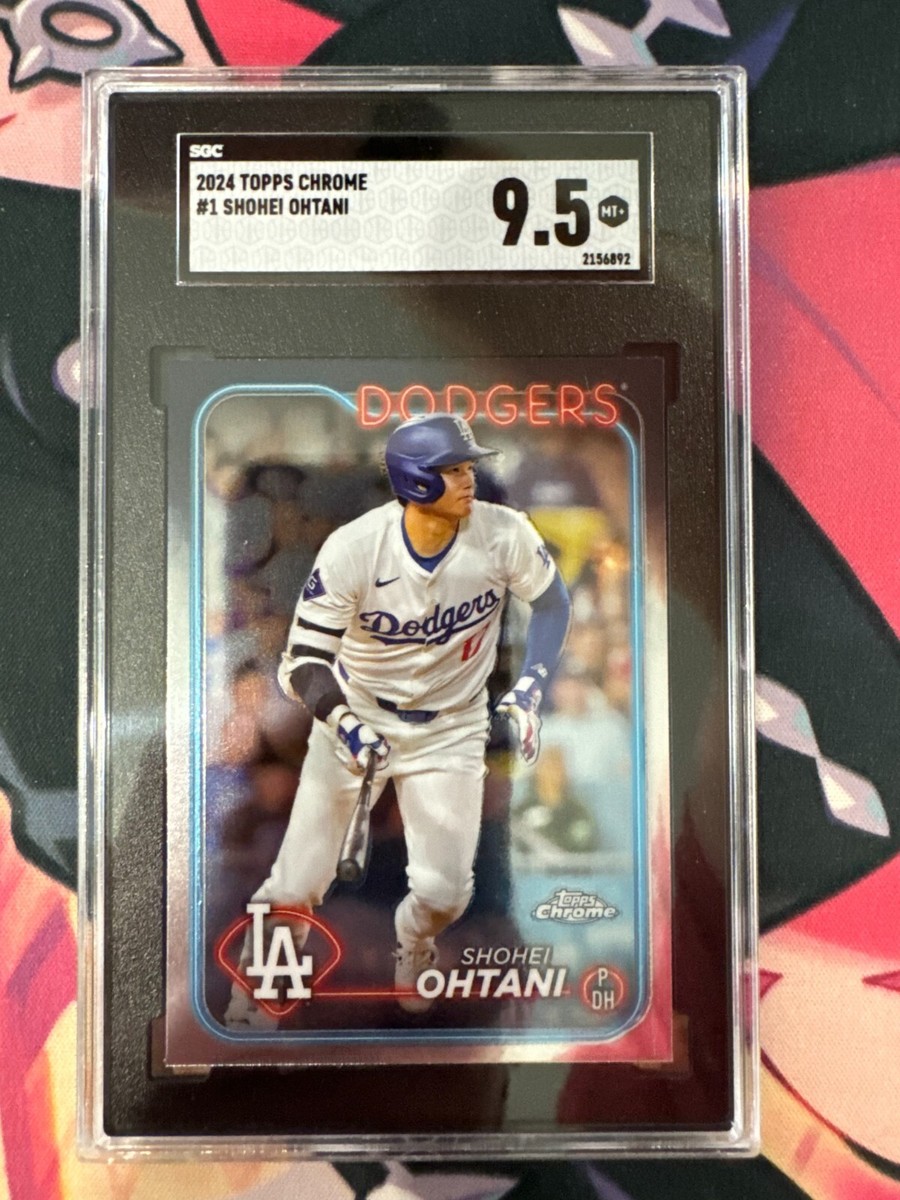 SGC
2024 TOPPS CHROME
#1 SHOHEI OHTANI
9.5 MT+
2156892
DODGERS
Dodgers
17
LA
Topps
Chrome
SHOHEI
OHTANI
P
DH